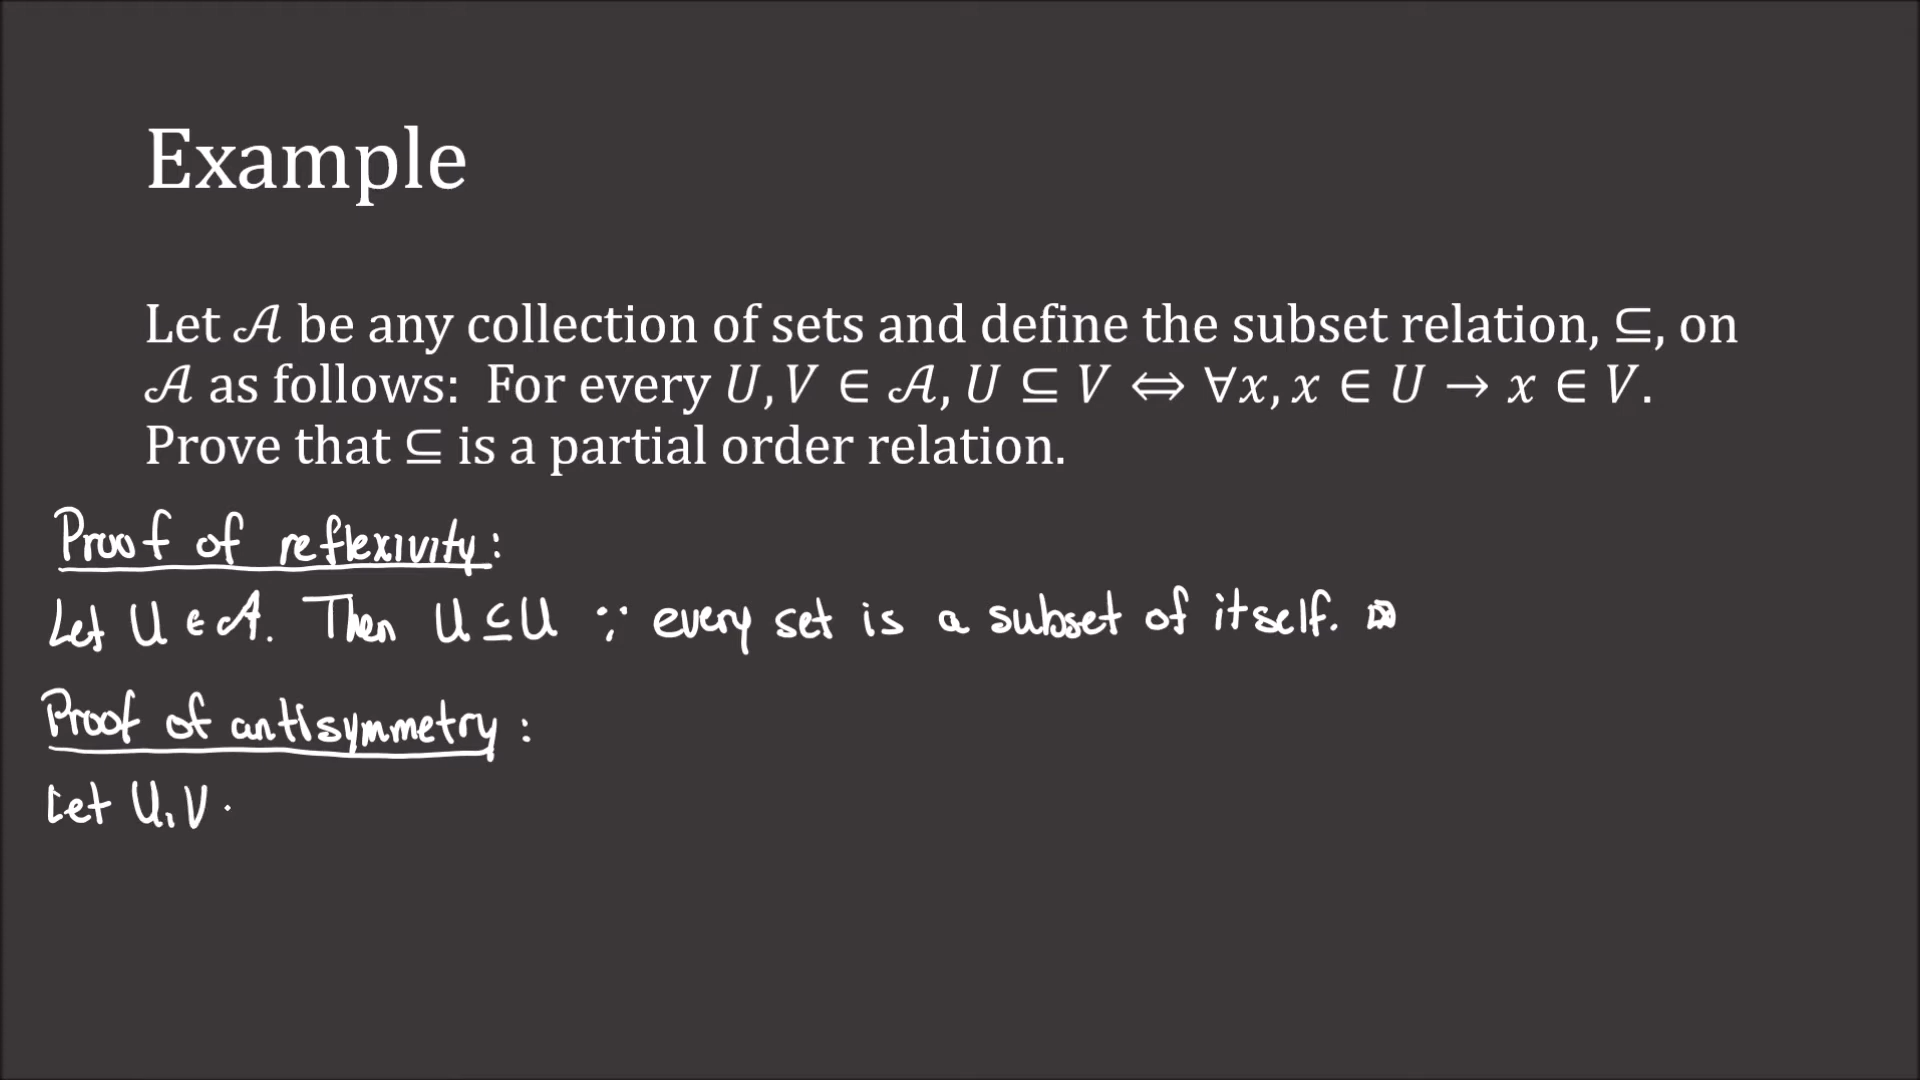 Example
Let 𝒜 be any collection of sets and define the subset relation, ⊆, on
𝒜 as follows: For every U, V ∈ 𝒜, U ⊆ V ⇔ ∀x, x ∈ U → x ∈ V.
Prove that ⊆ is a partial order relation.
Proof of reflexivity:
Let U ∈ 𝒜. Then U ⊆ U ∵ every set is a subset of itself.
Proof of antisymmetry:
Let U, V